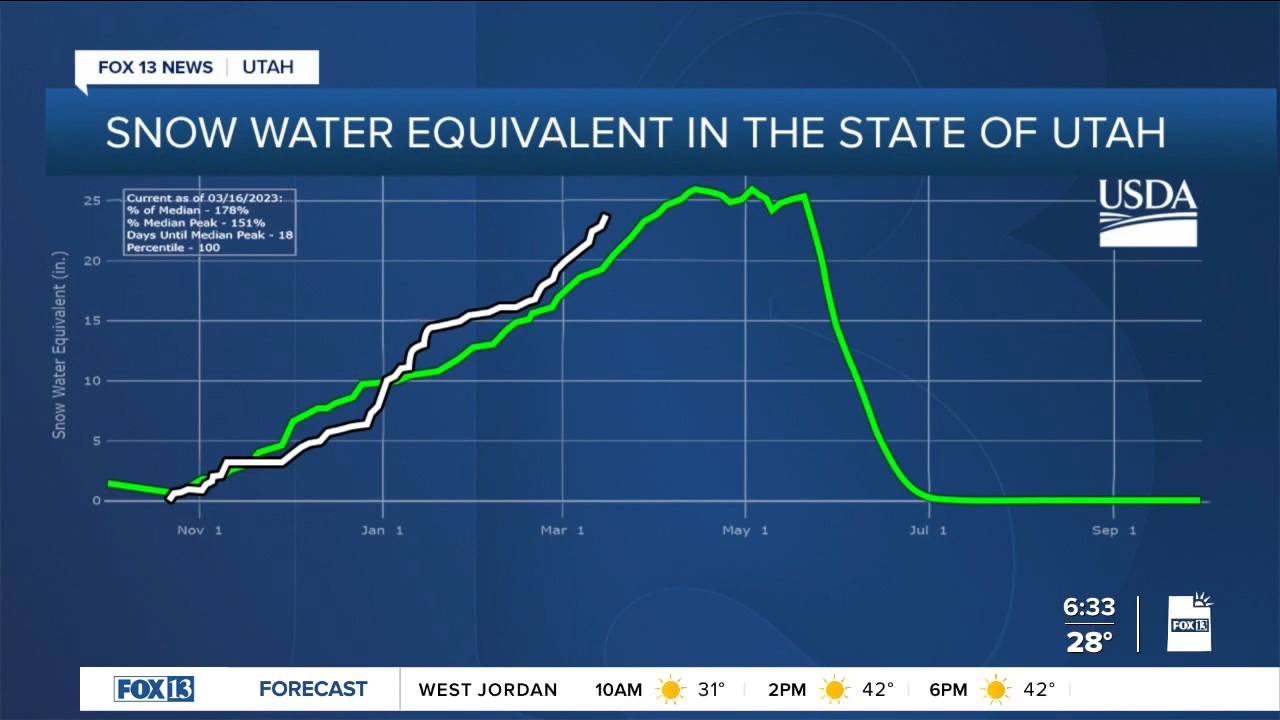 FOX 13 NEWS | UTAH
SNOW WATER EQUIVALENT IN THE STATE OF UTAH
Current as of 03/16/2023:
% of Median - 178%
% Median Peak - 151%
Days Until Median Peak - 18
Percentile - 100
USDA
Snow Water Equivalent (in.)
25
20
15
10
5
0
Nov 1 Jan 1 Mar 1 May 1 Jul 1 Sep 1
6:33
28°
FOX 13
FOX 13 FORECAST WEST JORDAN 10AM 31° 2PM 42° 6PM 42°